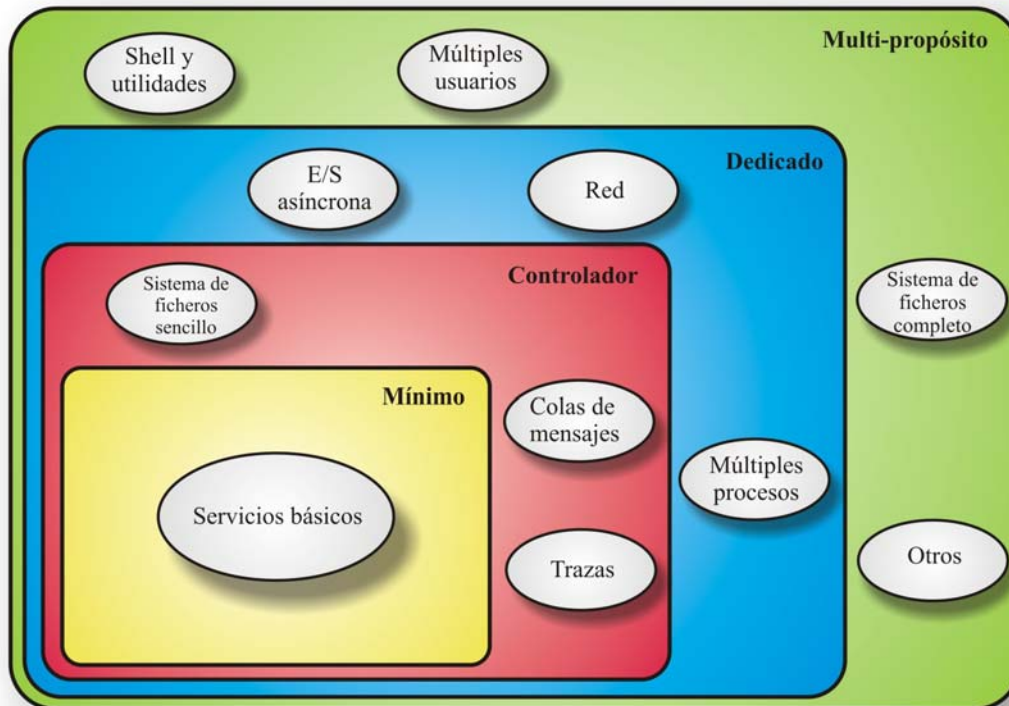 Multi-propósito
Shell y
utilidades
Múltiples
usuarios
Dedicado
E/S
asíncrona
Red
Controlador
Sistema de
ficheros
sencillo
Sistema de
ficheros
completo
Mínimo
Colas de
mensajes
Múltiples
procesos
Servicios básicos
Trazas
Otros